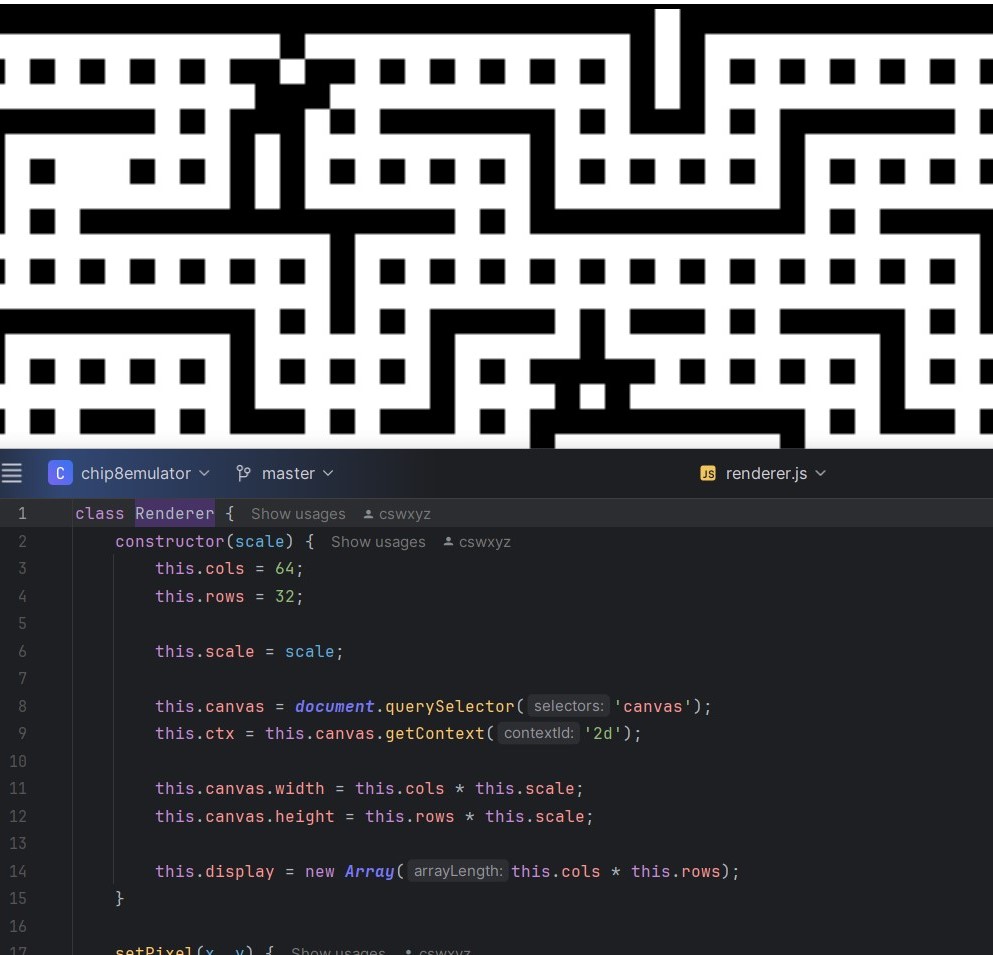 C chip8emulator master JS renderer.js
1 class Renderer { Show usages cswxyz
2 constructor(scale) { Show usages cswxyz
3 this.cols = 64;
4 this.rows = 32;
5
6 this.scale = scale;
7
8 this.canvas = document.querySelector( selectors: 'canvas');
9 this.ctx = this.canvas.getContext( contextId: '2d');
10
11 this.canvas.width = this.cols * this.scale;
12 this.canvas.height = this.rows * this.scale;
13
14 this.display = new Array( arrayLength: this.cols * this.rows);
15 }
16
17 setPixel(x, y) { Show usages cswxyz